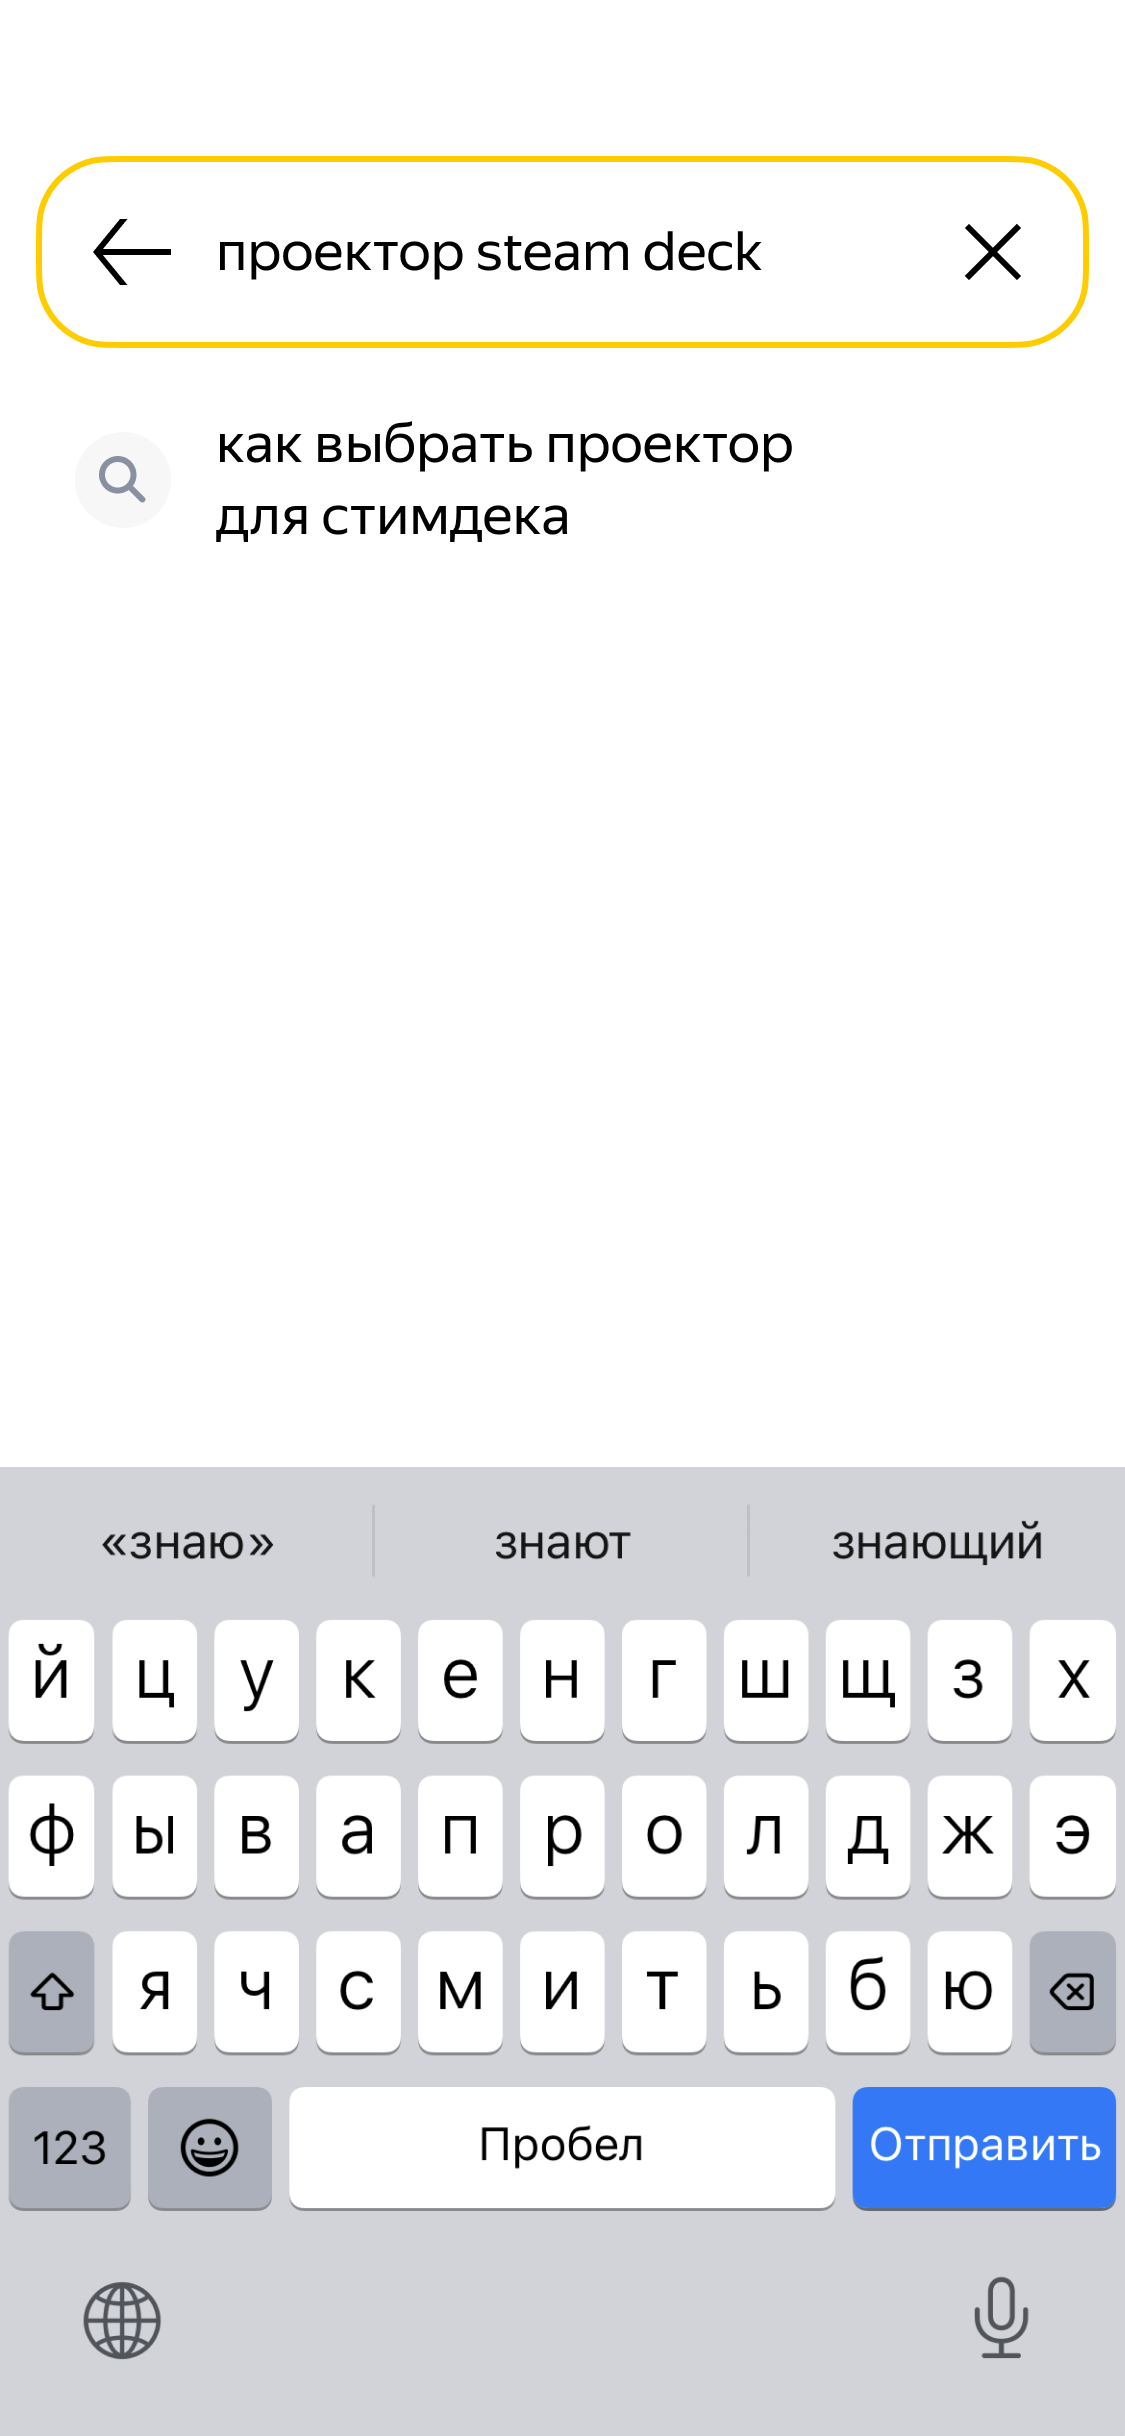 проектор steam deck
как выбрать проектор
для стимдека
«знаю» знают знающий
й ц у к е н г ш щ з х
ф ы в а п р о л д ж э
я ч с м и т ь б ю
123 Пробел Отправить